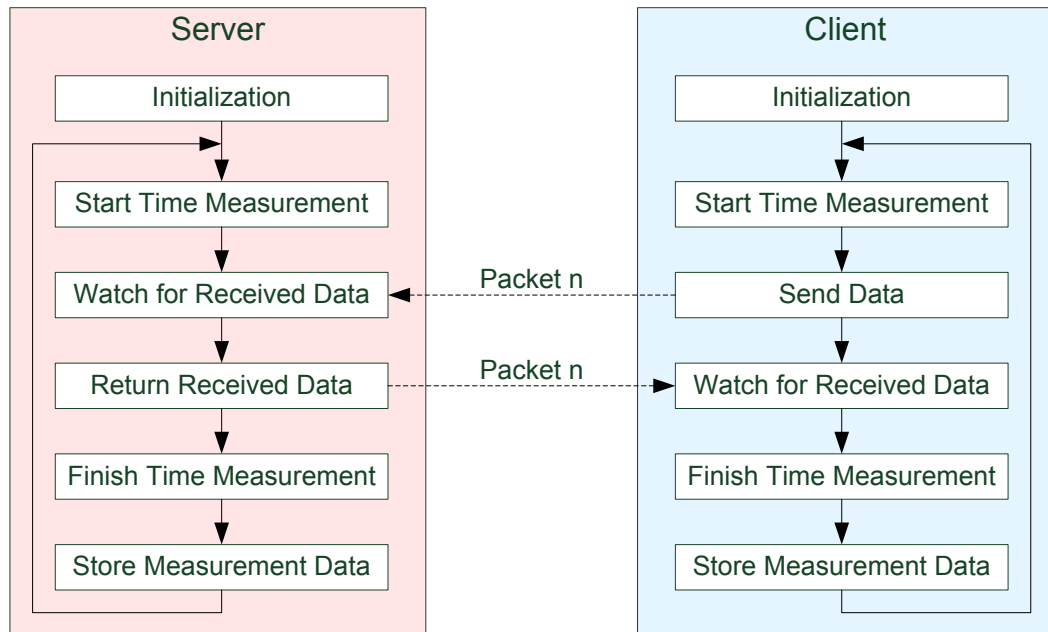 Server
Initialization
Start Time Measurement
Watch for Received Data
Return Received Data
Finish Time Measurement
Store Measurement Data
Packet n
Packet n
Client
Initialization
Start Time Measurement
Send Data
Watch for Received Data
Finish Time Measurement
Store Measurement Data